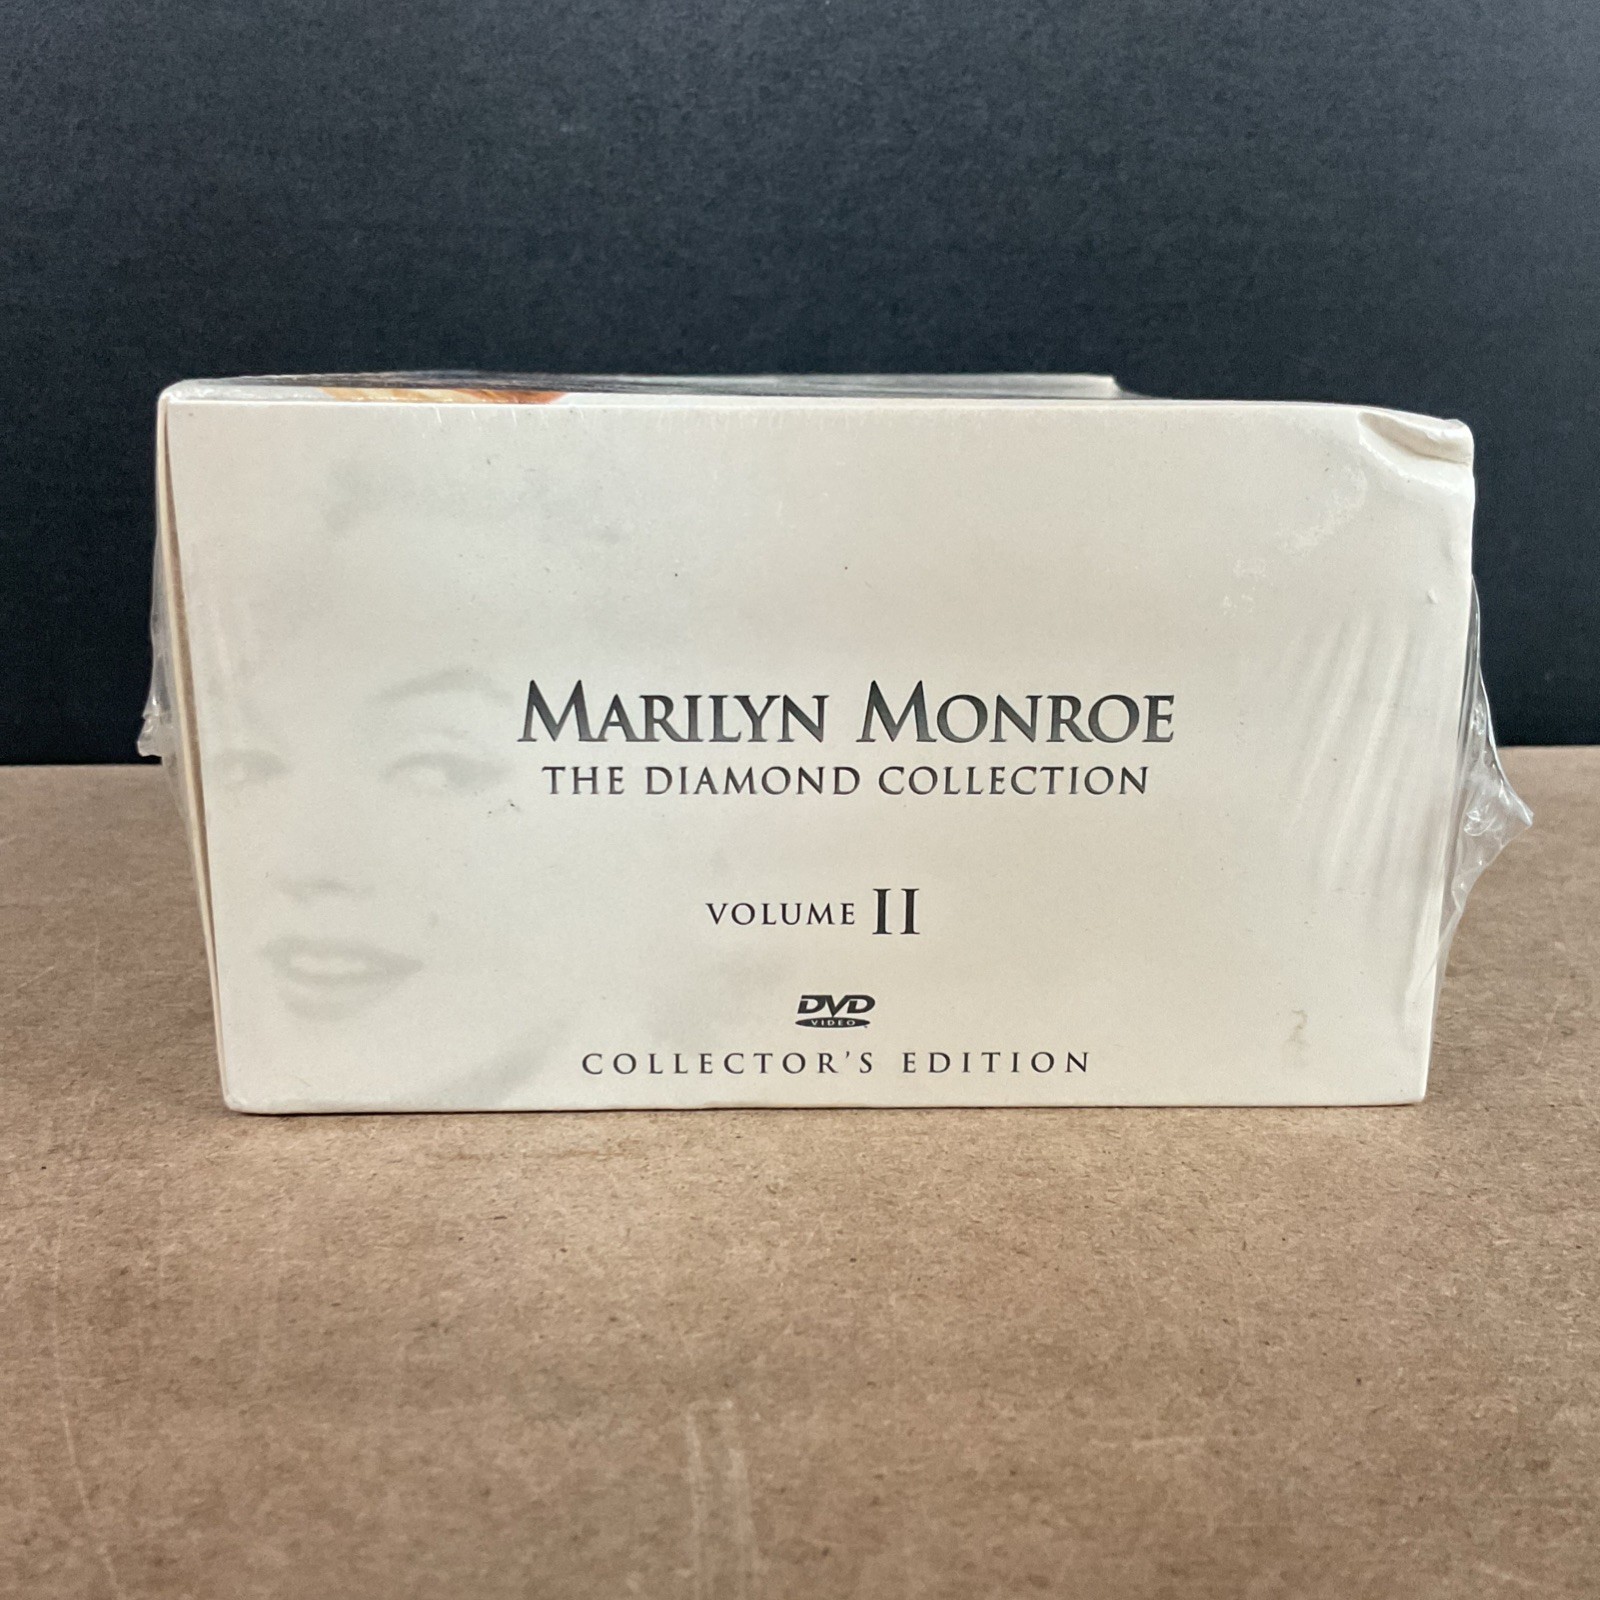 MARILYN MONROE
THE DIAMOND COLLECTION
VOLUME II
DVD
VIDEO
COLLECTOR'S EDITION